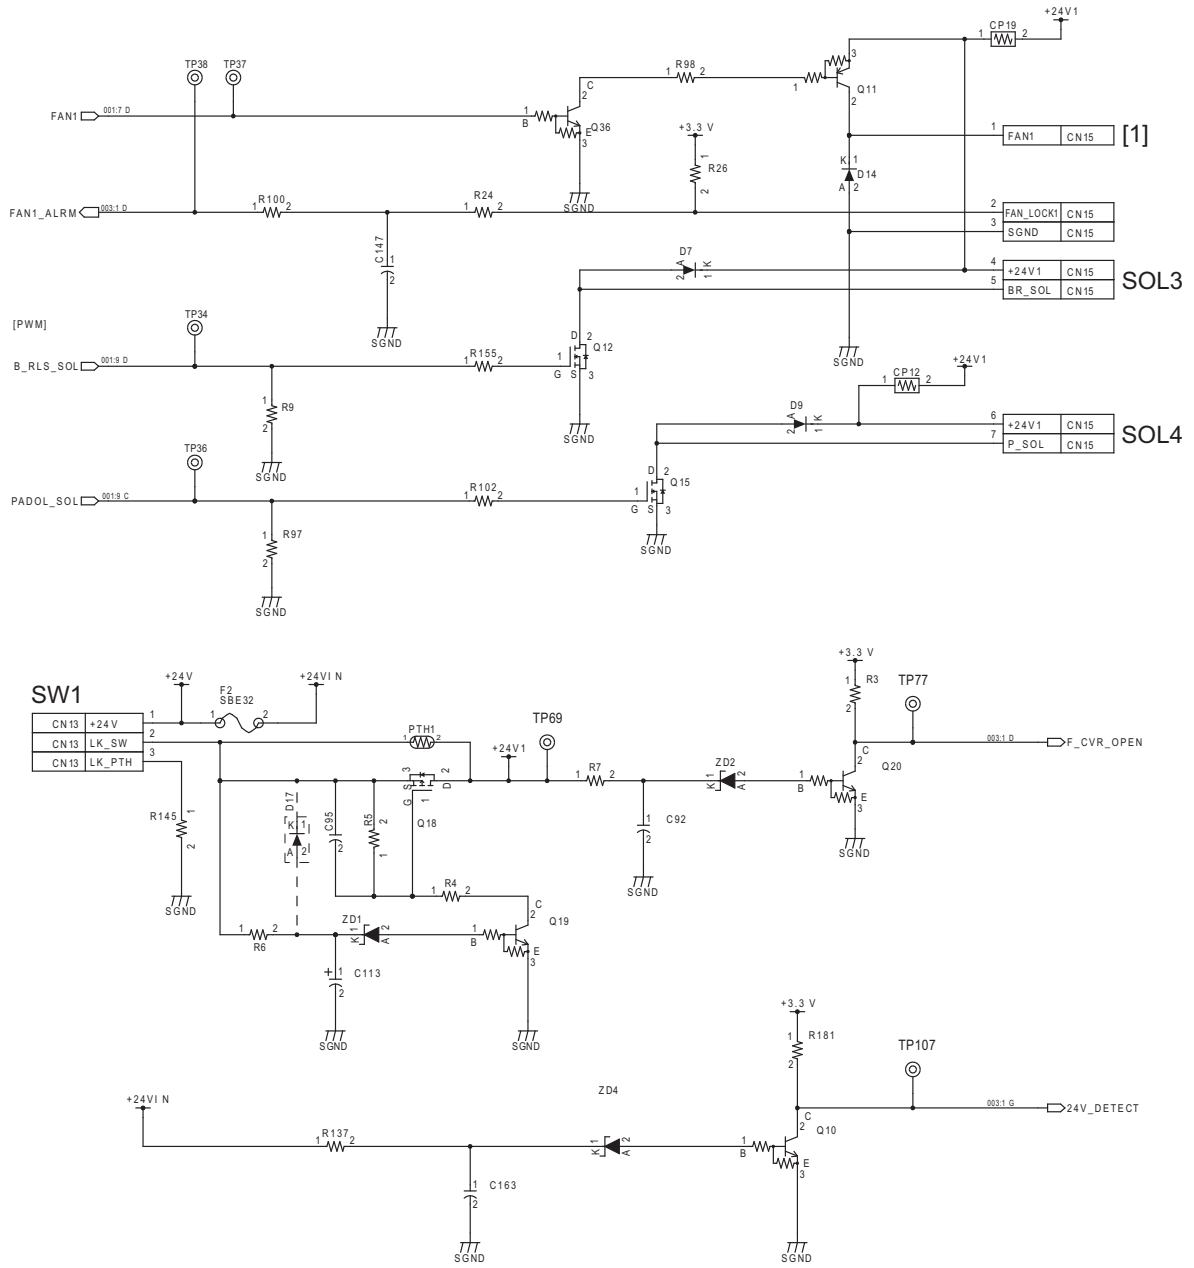 +24V1
CP19
1 2
TP38 TP37
R98
1 2
3
1
Q11
2
FAN1 001:7 D
1
B
C
2
Q36
E
3
SGND
+3.3 V
1
R26
2
K 1
D14
A 2
1 FAN1 CN15 [1]
FAN1_ALRM 003:1 D
R100
1 2
R24
1 2
2 FAN_LOCK1 CN15
3 SGND CN15
C147
1
2
SGND
D7
2 A 1 K
4 +24V1 CN15 SOL3
5 BR_SOL CN15
[PWM]
TP34
B_RLS_SOL 001:9 D
R155
1 2
D 2
Q12
1
G S 3
SGND
SGND
1
R9
2
SGND
+24V1
CP12
1 2
D9
2 A 1 K
6 +24V1 CN15 SOL4
7 P_SOL CN15
TP36
PADOL_SOL 001:9 C
R102
1 2
D 2
Q15
1
G S 3
SGND
1
R97
2
SGND
SW1
+24V
F2
SBE32
1 2
+24VIN
CN13 +24V 1
CN13 LK_SW 2
CN13 LK_PTH 3
R145
1
2
SGND
PTH1
1 2
TP69
+24V1
S 3
D 2
G 1
Q18
D17
K 1
A 2
C95
1
2
R5
2
1
R4
1 2
R7
1 2
C92
1
2
SGND
ZD2
K 1 A 2
+3.3 V
1
R3
2
TP77
003:1 D F_CVR_OPEN
C
2
Q20
1
B
E
3
SGND
R6
1 2
ZD1
K 1 A 2
C113
+ 1
2
SGND
1
B
C
2
Q19
E
3
SGND
+3.3 V
1
R181
2
TP107
003:1 G 24V_DETECT
+24VIN
R137
1 2
C163
1
2
SGND
ZD4
K 1 A 2
1
B
C
2
Q10
E
3
SGND